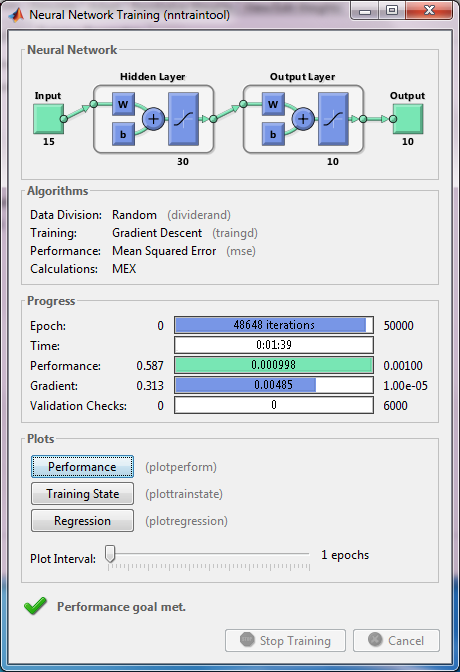 Neural Network Training (nntraintool)
Neural Network
Hidden Layer Output Layer
Input Output
W W
b b
15 30 10 10
Algorithms
Data Division: Random (dividerand)
Training: Gradient Descent (traingd)
Performance: Mean Squared Error (mse)
Calculations: MEX
Progress
Epoch: 0 48648 iterations 50000
Time: 0:01:39
Performance: 0.587 0.000998 0.00100
Gradient: 0.313 0.00485 1.00e-05
Validation Checks: 0 0 6000
Plots
Performance (plotperform)
Training State (plottrainstate)
Regression (plotregression)
Plot Interval: 1 epochs
Performance goal met.
Stop Training Cancel